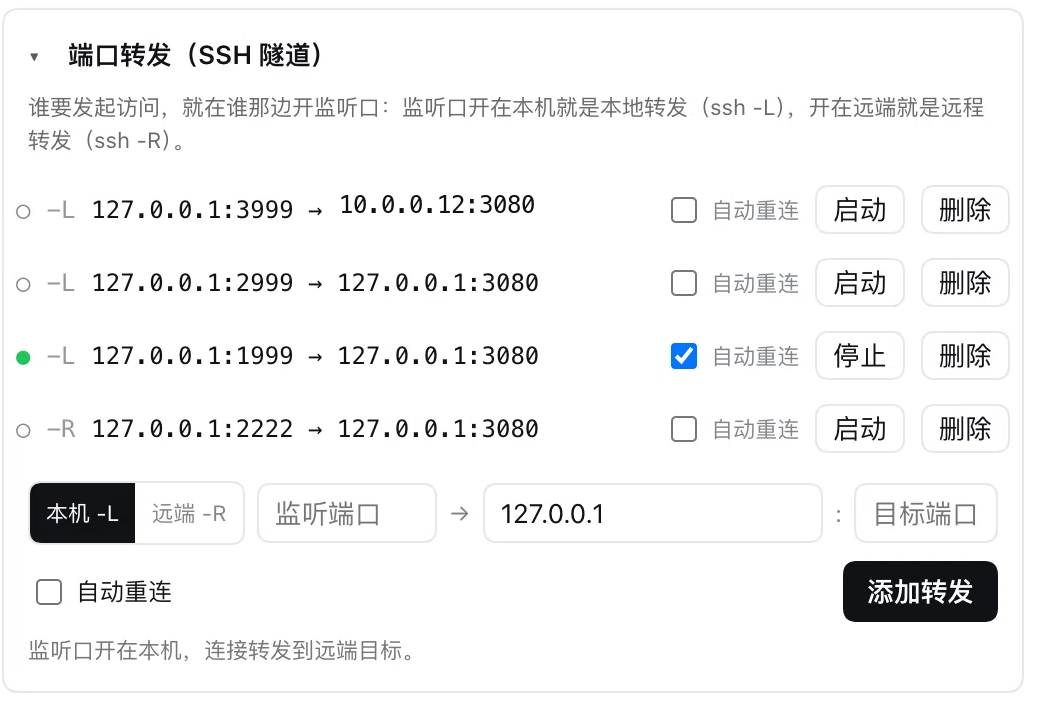 端口转发（SSH 隧道）
谁要发起访问，就在谁那边开监听口：监听口开在本机就是本地转发（ssh -L），开在远端就是远程
转发（ssh -R）。
-L 127.0.0.1:3999 → 10.0.0.12:3080 自动重连 启动 删除
-L 127.0.0.1:2999 → 127.0.0.1:3080 自动重连 启动 删除
-L 127.0.0.1:1999 → 127.0.0.1:3080 自动重连 停止 删除
-R 127.0.0.1:2222 → 127.0.0.1:3080 自动重连 启动 删除
本机 -L 远端 -R 监听端口 → 127.0.0.1 : 目标端口
自动重连 添加转发
监听口开在本机，连接转发到远端目标。